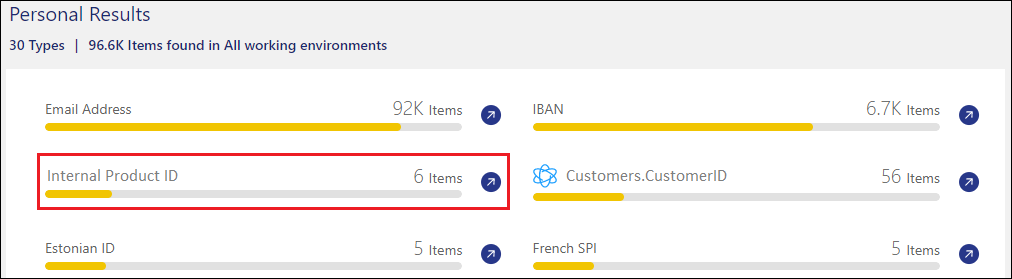 Personal Results
30 Types | 96.6K Items found in All working environments
Email Address 92K Items
IBAN 6.7K Items
Internal Product ID 6 Items
Customers.CustomerID 56 Items
Estonian ID 5 Items
French SPI 5 Items